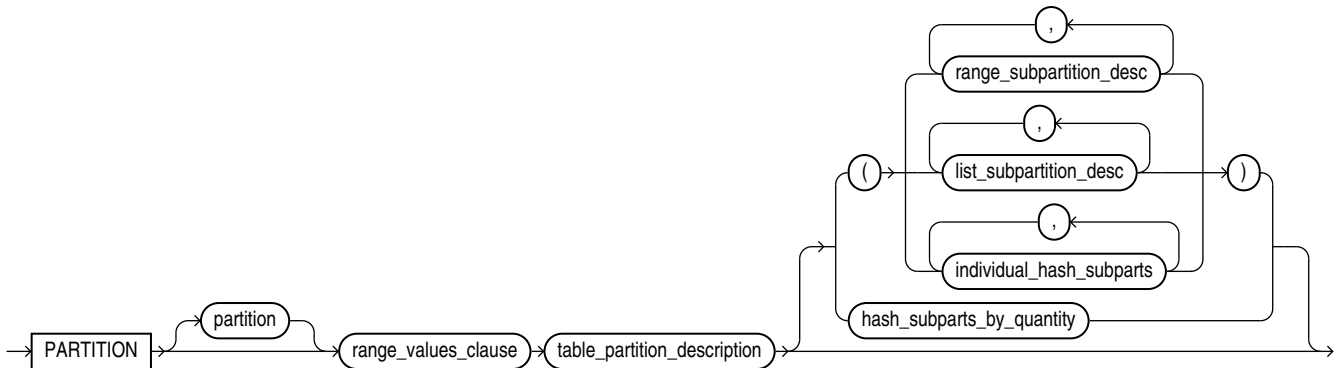 ,
range_subpartition_desc
,
( list_subpartition_desc )
,
individual_hash_subparts
partition hash_subparts_by_quantity
PARTITION range_values_clause table_partition_description